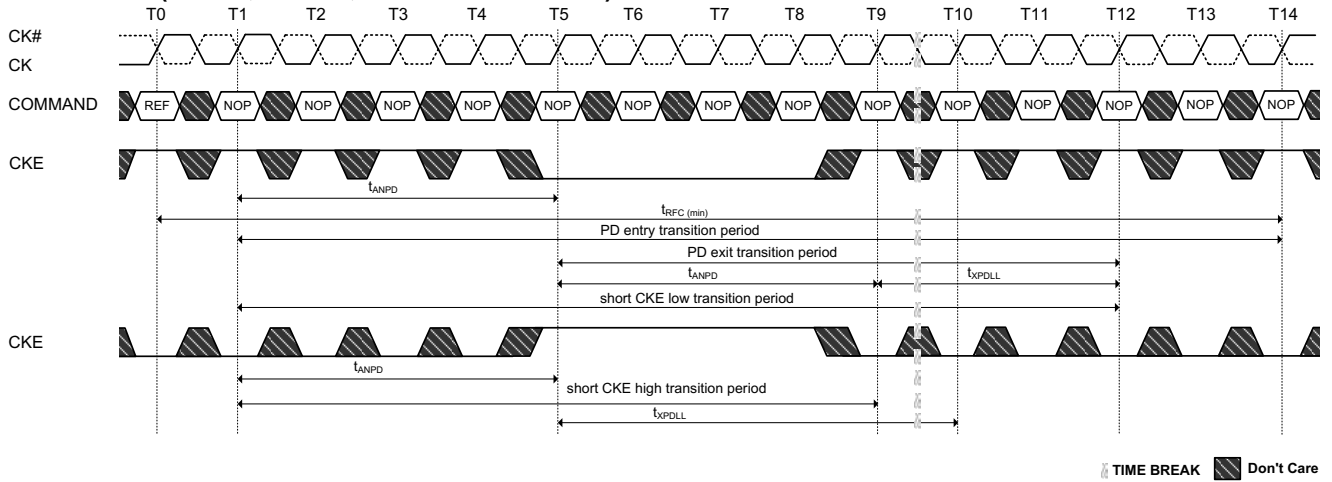 T0 T1 T2 T3 T4 T5 T6 T7 T8 T9 T10 T11 T12 T13 T14
CK#
CK
COMMAND REF NOP NOP NOP NOP NOP NOP NOP NOP NOP NOP NOP NOP NOP NOP
CKE
tANPD
tRFC (min)
PD entry transition period
PD exit transition period
tANPD tXPDLL
short CKE low transition period
CKE
tANPD
short CKE high transition period
tXPDLL
TIME BREAK Don't Care